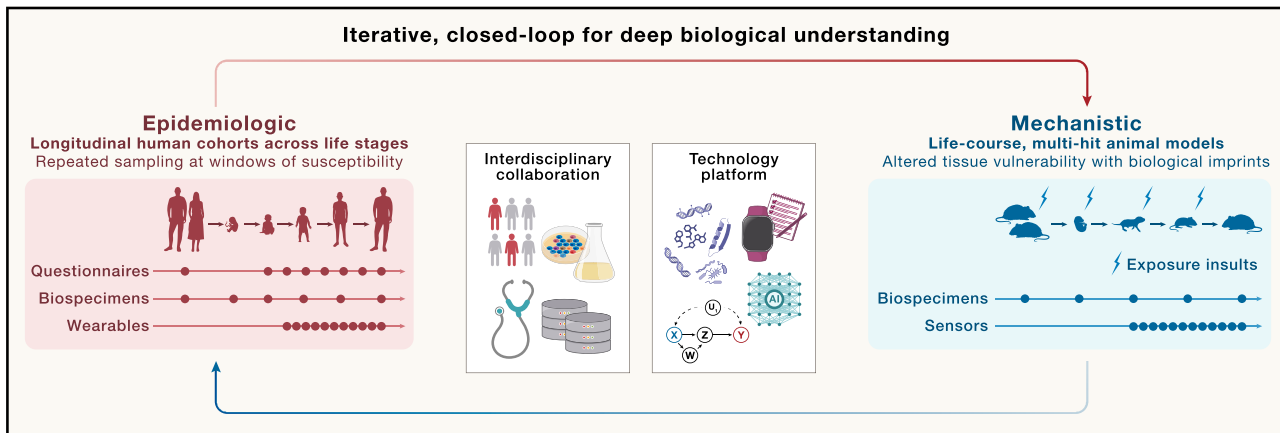 Iterative, closed-loop for deep biological understanding
Epidemiologic
Longitudinal human cohorts across life stages
Repeated sampling at windows of susceptibility
Questionnaires
Biospecimens
Wearables
Interdisciplinary
collaboration
Technology
platform
AI
U1
X
Z
Y
W
Mechanistic
Life-course, multi-hit animal models
Altered tissue vulnerability with biological imprints
Exposure insults
Biospecimens
Sensors